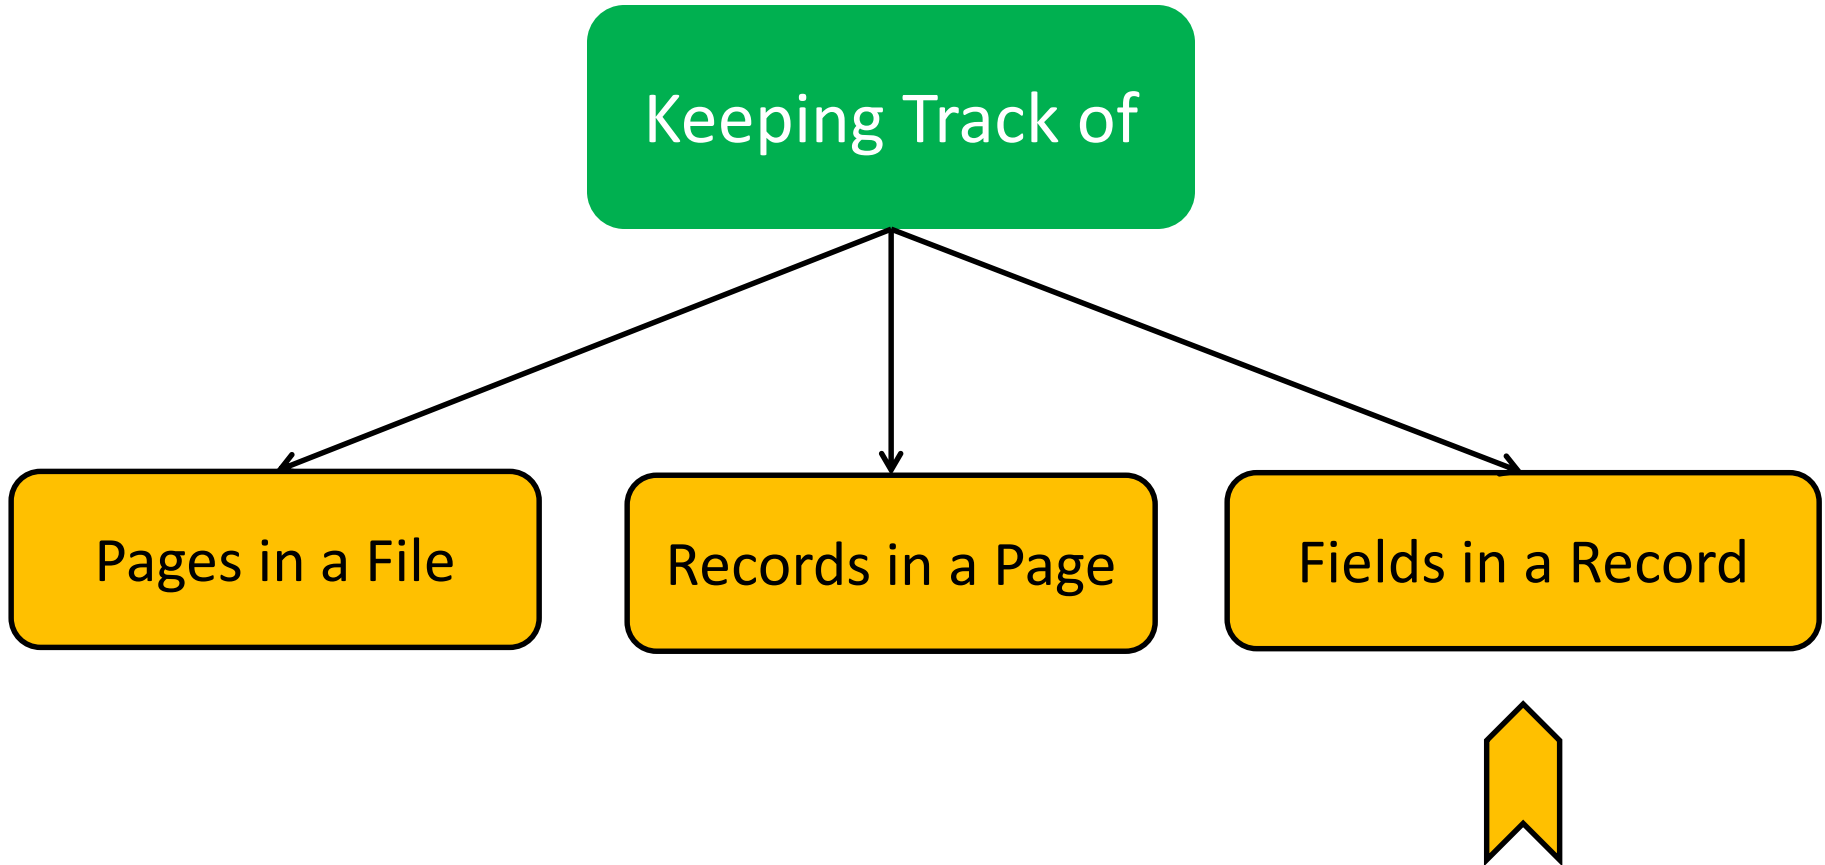 Keeping Track of
Pages in a File
Records in a Page
Fields in a Record